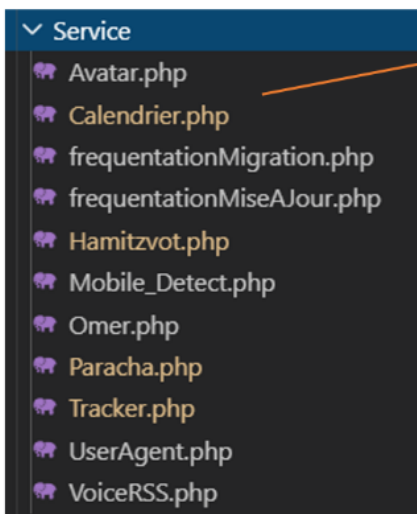 Service
Avatar.php
Calendrier.php
frequentationMigration.php
frequentationMiseAJour.php
Hamitzvot.php
Mobile_Detect.php
Omer.php
Paracha.php
Tracker.php
UserAgent.php
VoiceRSS.php